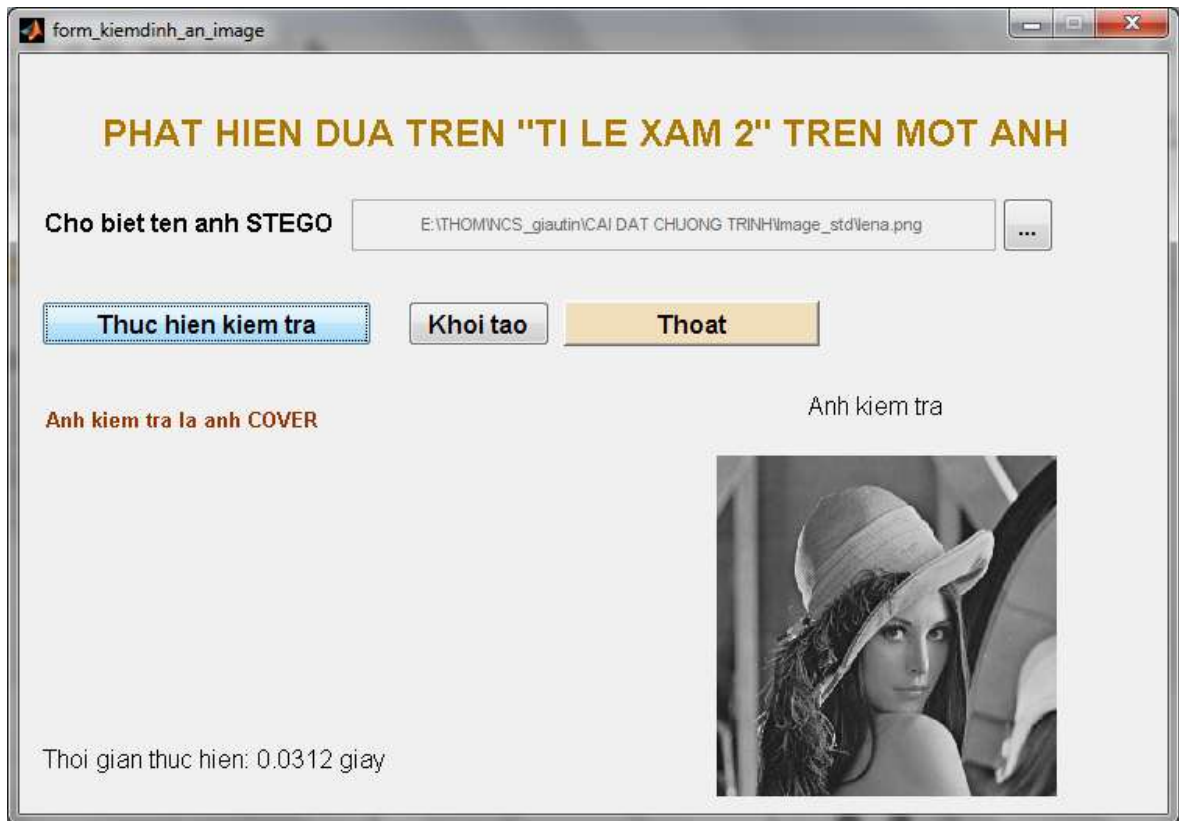 form_kiemdinh_an_image
PHAT HIEN DUA TREN "TI LE XAM 2" TREN MOT ANH
Cho biet ten anh STEGO
E:\THOM\NCS_giautin\CAI DAT CHUONG TRINH\Image_std\lena.png
...
Thuc hien kiem tra
Khoi tao
Thoat
Anh kiem tra la anh COVER
Anh kiem tra
Thoi gian thuc hien: 0.0312 giay